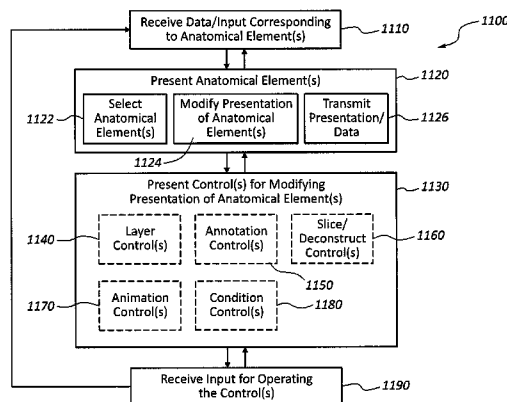 Receive Data/Input Corresponding
to Anatomical Element(s)
1110
1100
Present Anatomical Element(s)
1120
1122
Select
Anatomical
Element(s)
Modify Presentation
of Anatomical
Element(s)
1124
Transmit
Presentation/
Data
1126
Present Control(s) for Modifying
Presentation of Anatomical Element(s)
1130
1140
Layer
Control(s)
Annotation
Control(s)
1150
Slice/
Deconstruct
Control(s)
1160
1170
Animation
Control(s)
Condition
Control(s)
1180
Receive Input for Operating
the Control(s)
1190